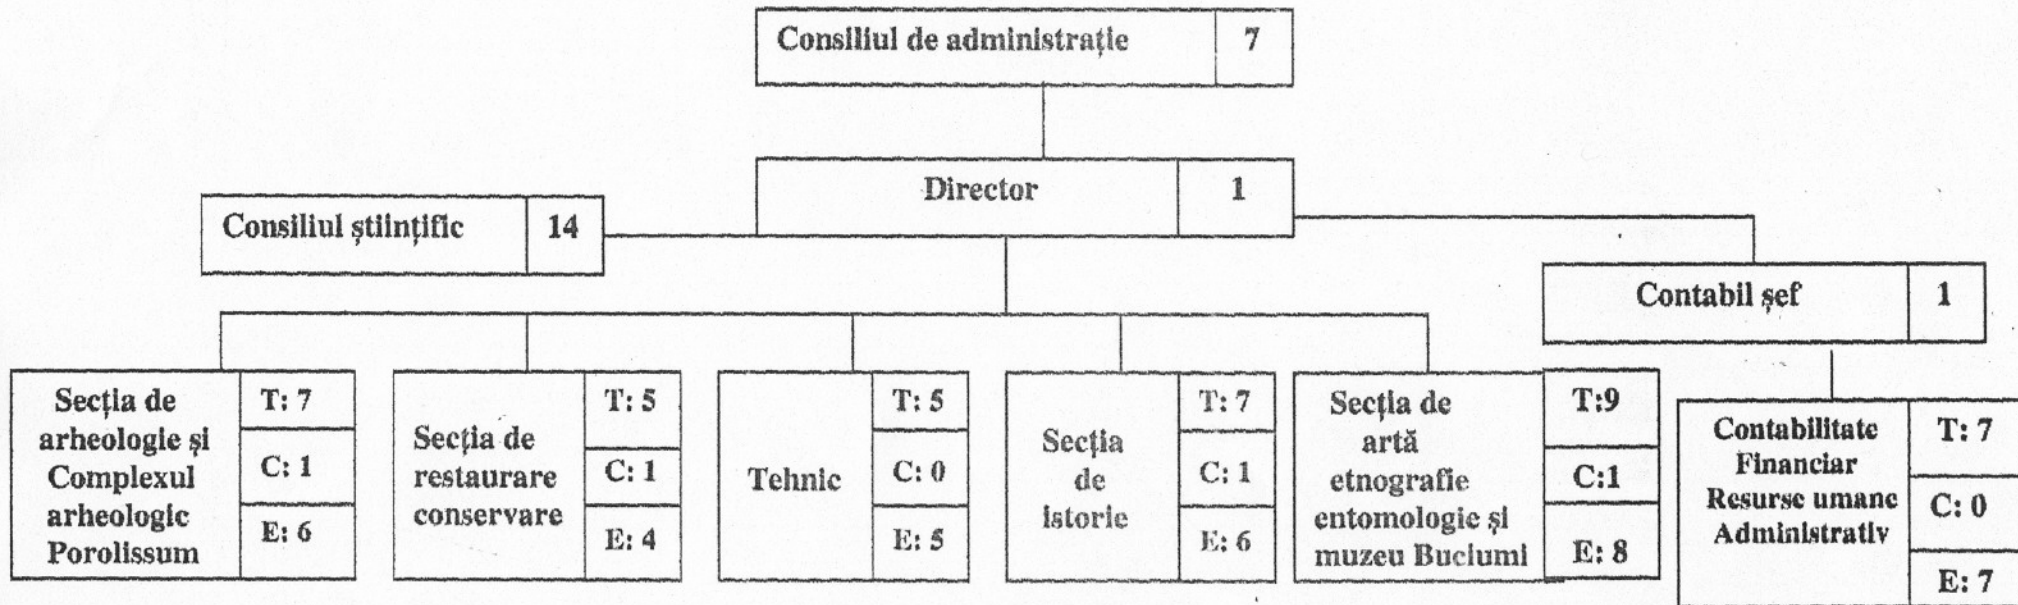 Consiliul de administrație 7
Director 1
Consiliul științific 14
Contabil șef 1
Secția de
arheologie și
Complexul
arheologic
Porolissum
T: 7
C: 1
E: 6
Secția de
restaurare
conservare
T: 5
C: 1
E: 4
Tehnic
T: 5
C: 0
E: 5
Secția
de
istorie
T: 7
C: 1
E: 6
Secția de
artă
etnografie
entomologie și
muzeu Buciumi
T:9
C:1
E: 8
Contabilitate
Financiar
Resurse umane
Administrativ
T: 7
C: 0
E: 7